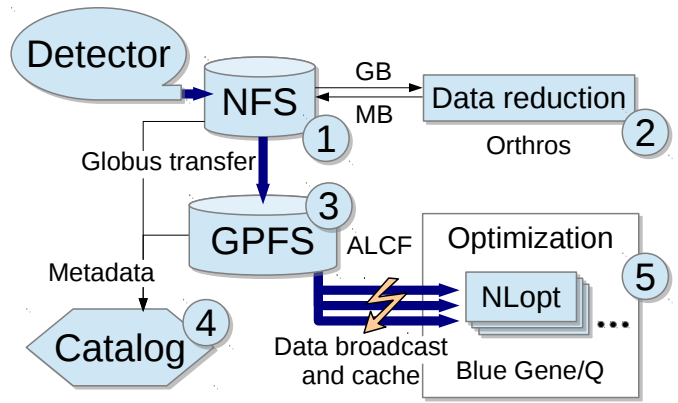 Detector
NFS
1
GB
MB
Data reduction
2
Orthros
Globus transfer
3
GPFS
ALCF
Metadata
4
Catalog
Optimization
5
NLopt
...
Data broadcast
and cache
Blue Gene/Q